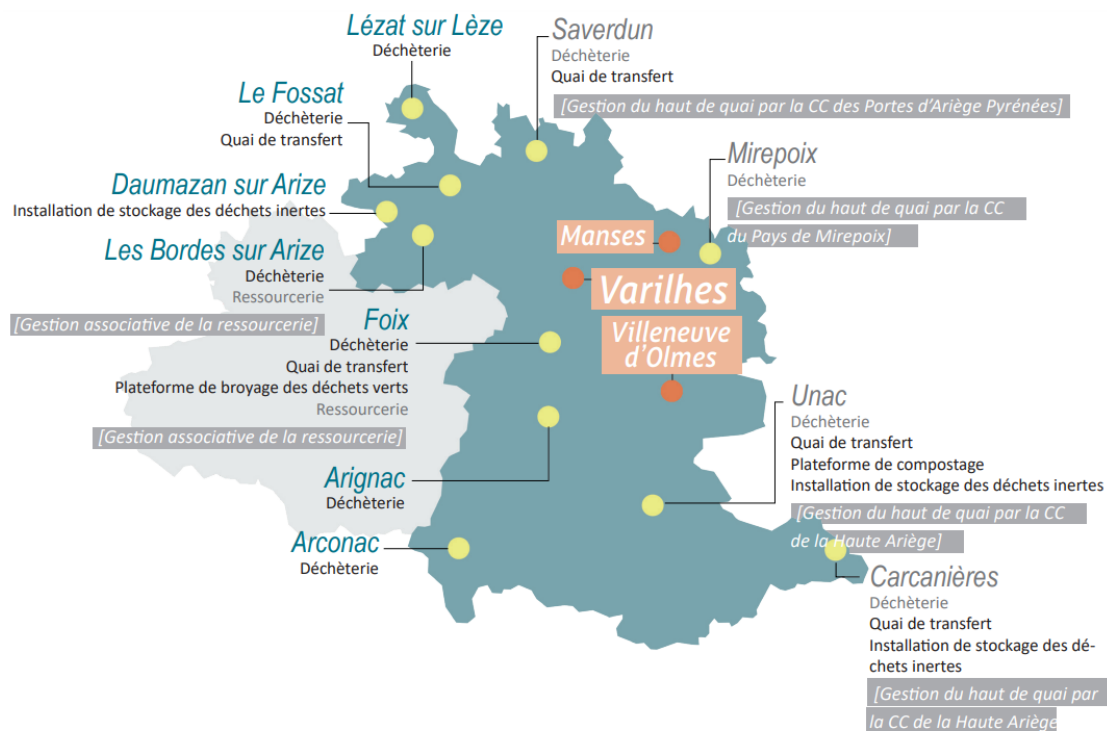 Lézat sur Lèze
Déchèterie
Saverdun
Déchèterie
Quai de transfert
[Gestion du haut de quai par la CC des Portes d'Ariège Pyrénées]
Le Fossat
Déchèterie
Quai de transfert
Mirepoix
Déchèterie
[Gestion du haut de quai par la CC
du Pays de Mirepoix]
Daumazan sur Arize
Installation de stockage des déchets inertes
Les Bordes sur Arize
Déchèterie
Ressourcerie
[Gestion associative de la ressourcerie]
Manses
Varilhes
Villeneuve
d'Olmes
Foix
Déchèterie
Quai de transfert
Plateforme de broyage des déchets verts
Ressourcerie
[Gestion associative de la ressourcerie]
Unac
Déchèterie
Quai de transfert
Plateforme de compostage
Installation de stockage des déchets inertes
[Gestion du haut de quai par la CC
de la Haute Ariège]
Arignac
Déchèterie
Arconac
Déchèterie
Carcanières
Déchèterie
Quai de transfert
Installation de stockage des dé-
chets inertes
[Gestion du haut de quai par
la CC de la Haute Ariège